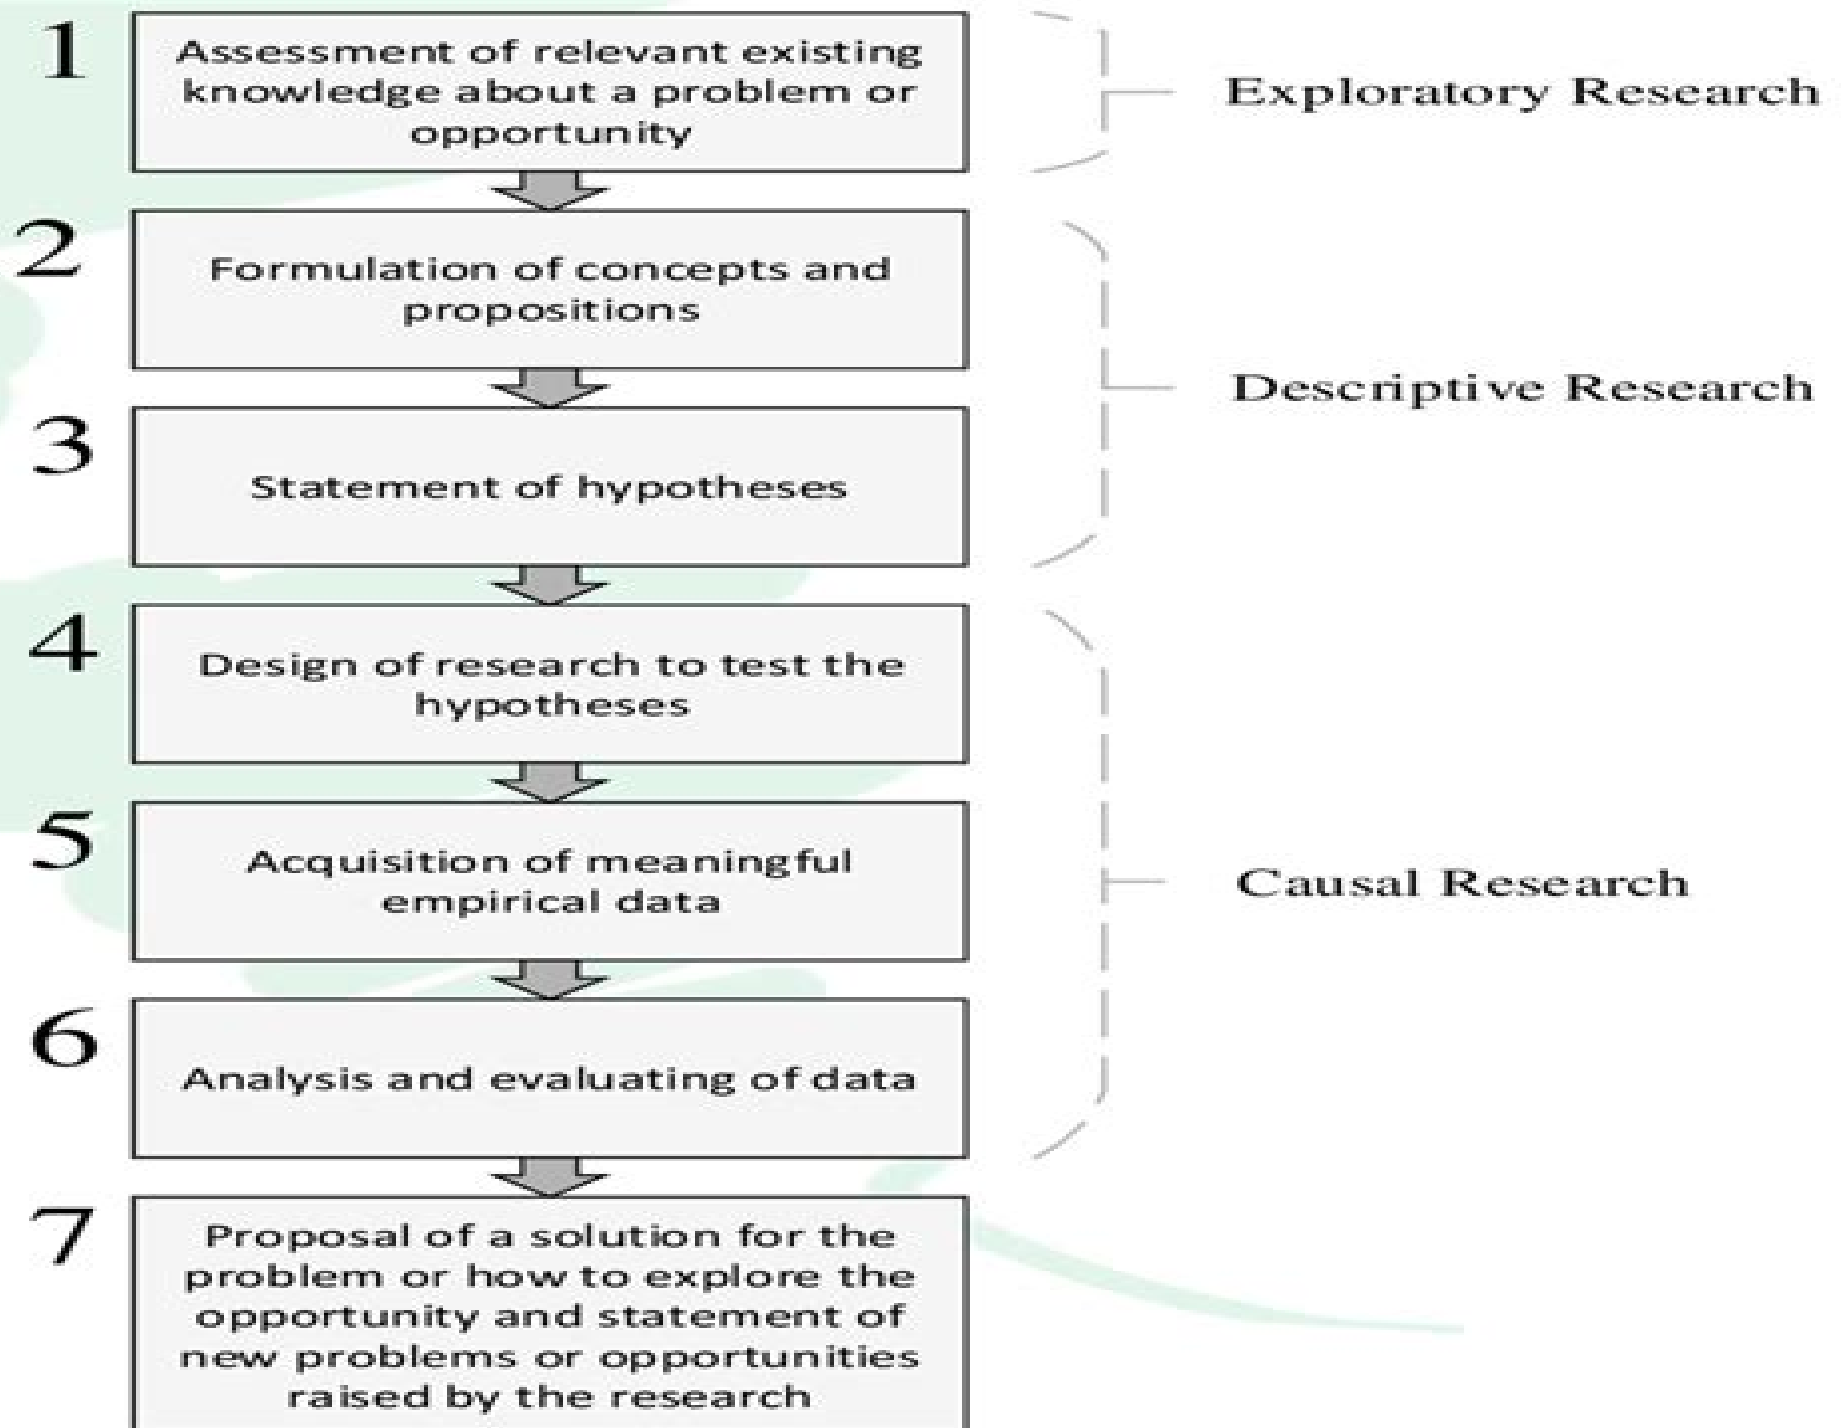 1
Assessment of relevant existing
knowledge about a problem or
opportunity
Exploratory Research
2
Formulation of concepts and
propositions
Descriptive Research
3
Statement of hypotheses
4
Design of research to test the
hypotheses
5
Acquisition of meaningful
empirical data
Causal Research
6
Analysis and evaluating of data
7
Proposal of a solution for the
problem or how to explore the
opportunity and statement of
new problems or opportunities
raised by the research